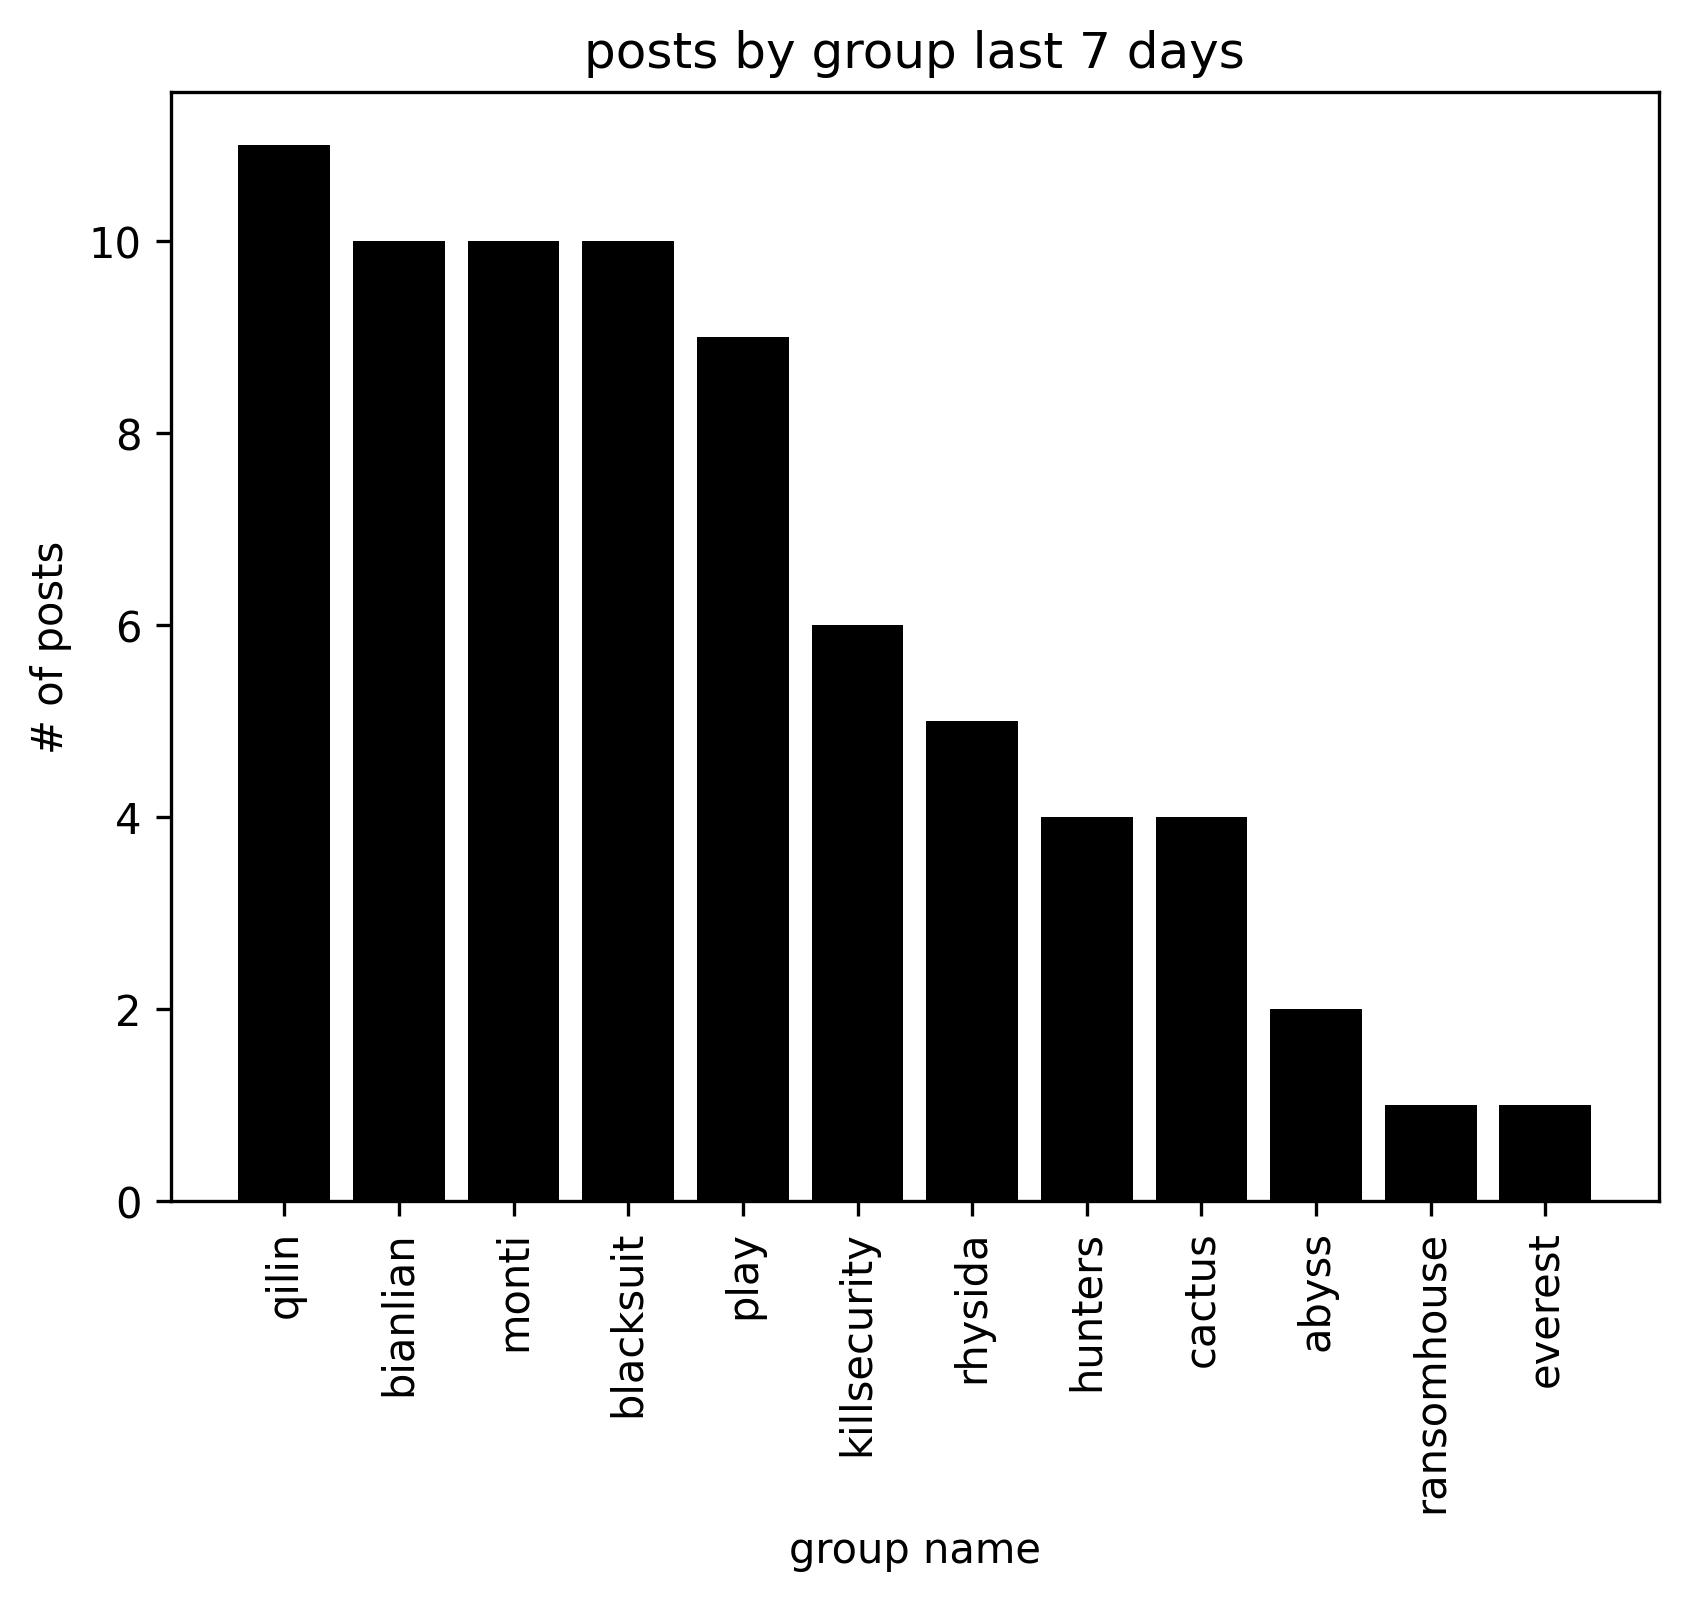 posts by group last 7 days
# of posts
10
8
6
4
2
0
qilin
bianlian
monti
blacksuit
play
killsecurity
rhysida
hunters
cactus
abyss
ransomhouse
everest
group name